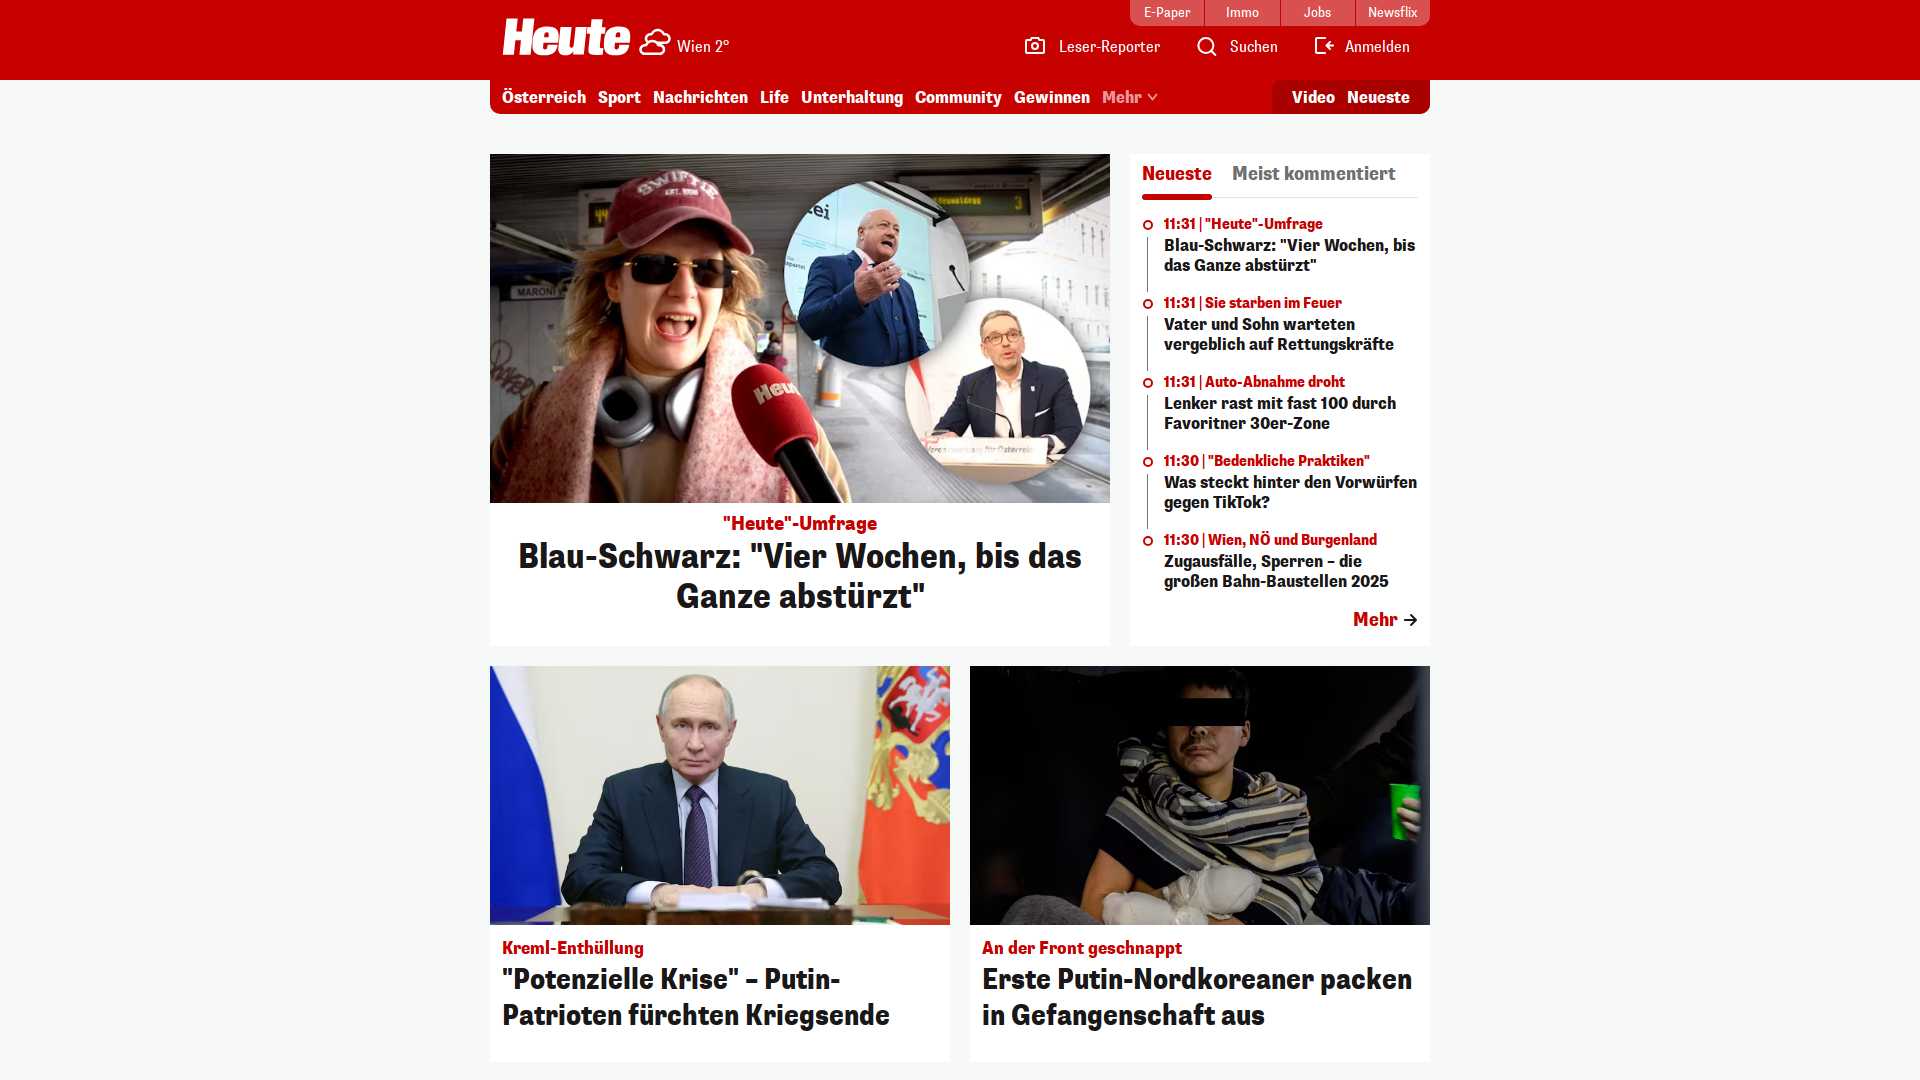 E-Paper
Immo
Jobs
Newsflix
Heute
Wien 2°
Leser-Reporter
Suchen
Anmelden
Österreich
Sport
Nachrichten
Life
Unterhaltung
Community
Gewinnen
Mehr
Video
Neueste
SWIFTIE
MARONI
Heute
"Heute"-Umfrage
Blau-Schwarz: "Vier Wochen, bis das
Ganze abstürzt"
Neueste
Meist kommentiert
11:31 | "Heute"-Umfrage
Blau-Schwarz: "Vier Wochen, bis
das Ganze abstürzt"
11:31 | Sie starben im Feuer
Vater und Sohn warteten
vergeblich auf Rettungskräfte
11:31 | Auto-Abnahme droht
Lenker rast mit fast 100 durch
Favoritner 30er-Zone
11:30 | "Bedenkliche Praktiken"
Was steckt hinter den Vorwürfen
gegen TikTok?
11:30 | Wien, NÖ und Burgenland
Zugausfälle, Sperren – die
großen Bahn-Baustellen 2025
Mehr
Kreml-Enthüllung
"Potenzielle Krise" – Putin-
Patrioten fürchten Kriegsende
An der Front geschnappt
Erste Putin-Nordkoreaner packen
in Gefangenschaft aus